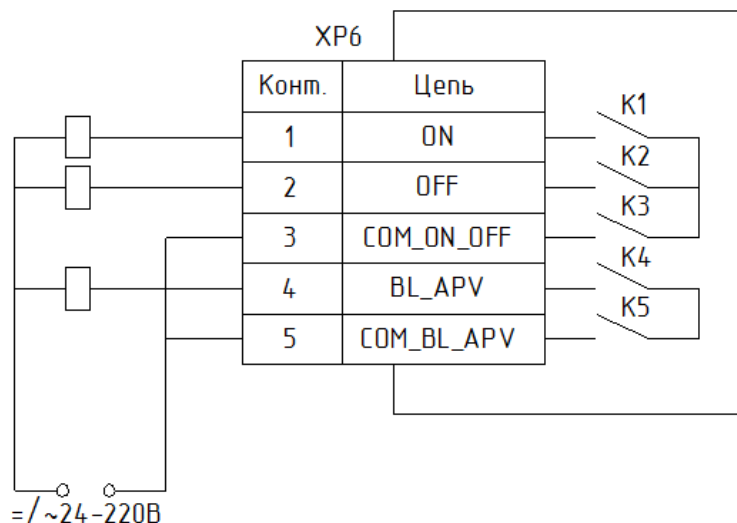 XP6
Конт. Цепь
K1
1 ON
K2
2 OFF
K3
3 COM_ON_OFF
K4
4 BL_APV
K5
5 COM_BL_APV
=/~24-220В